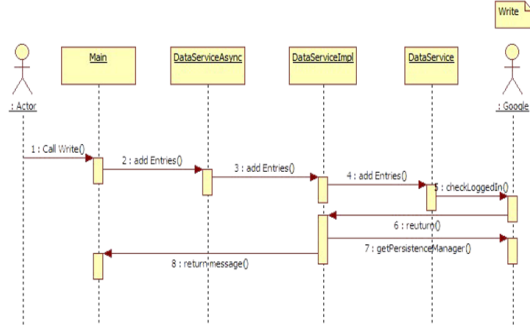 Write
Main
DataServiceAsync
DataServiceImpl
DataService
: Actor
: Google
1 : Call Write()
2 : add Entries()
3 : add Entries()
4 : add Entries()
5 : checkLoggedIn()
6 : reuturn()
7 : getPersistenceManager()
8 : return message()